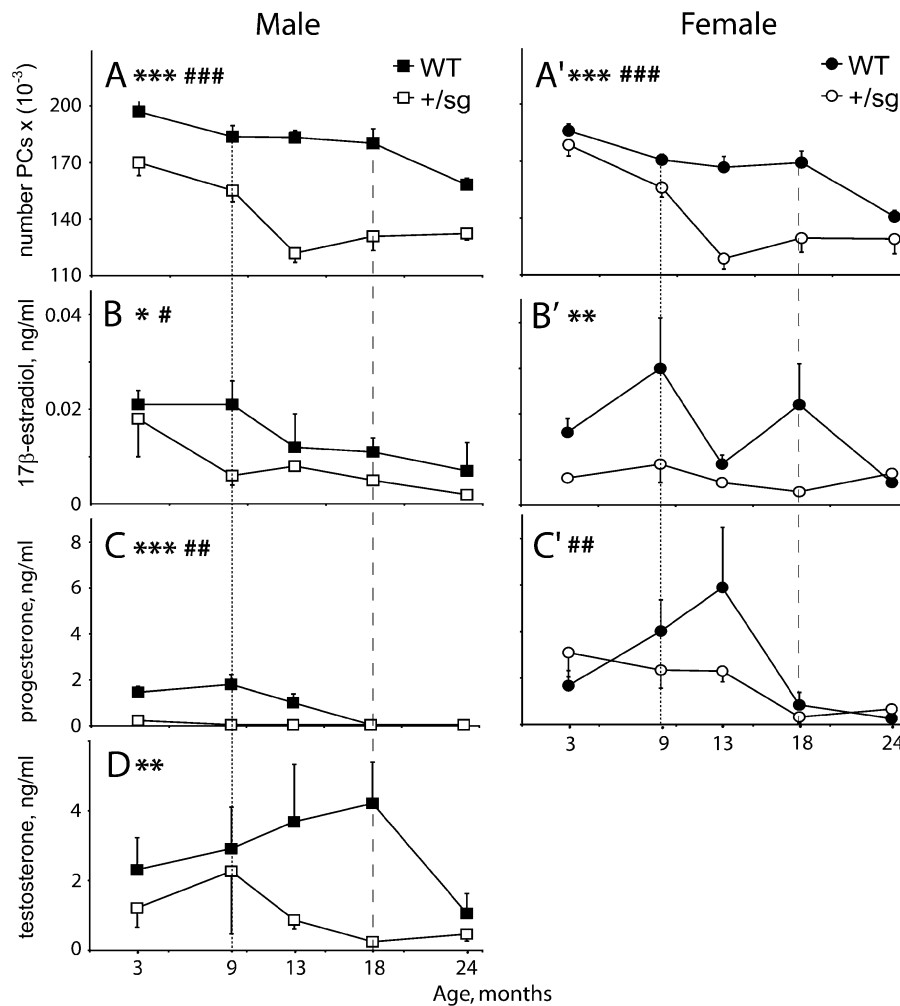 Male Female
A *** ###
WT
+/sg
A' *** ###
WT
+/sg
number PCs x (10⁻³)
200
170
140
110
B * #
B′ **
17β-estradiol, ng/ml
0.04
0.02
0
C *** ##
C' ##
progesterone, ng/ml
8
6
4
2
0
3 9 13 18 24
D **
testosterone, ng/ml
4
2
0
3 9 13 18 24
Age, months